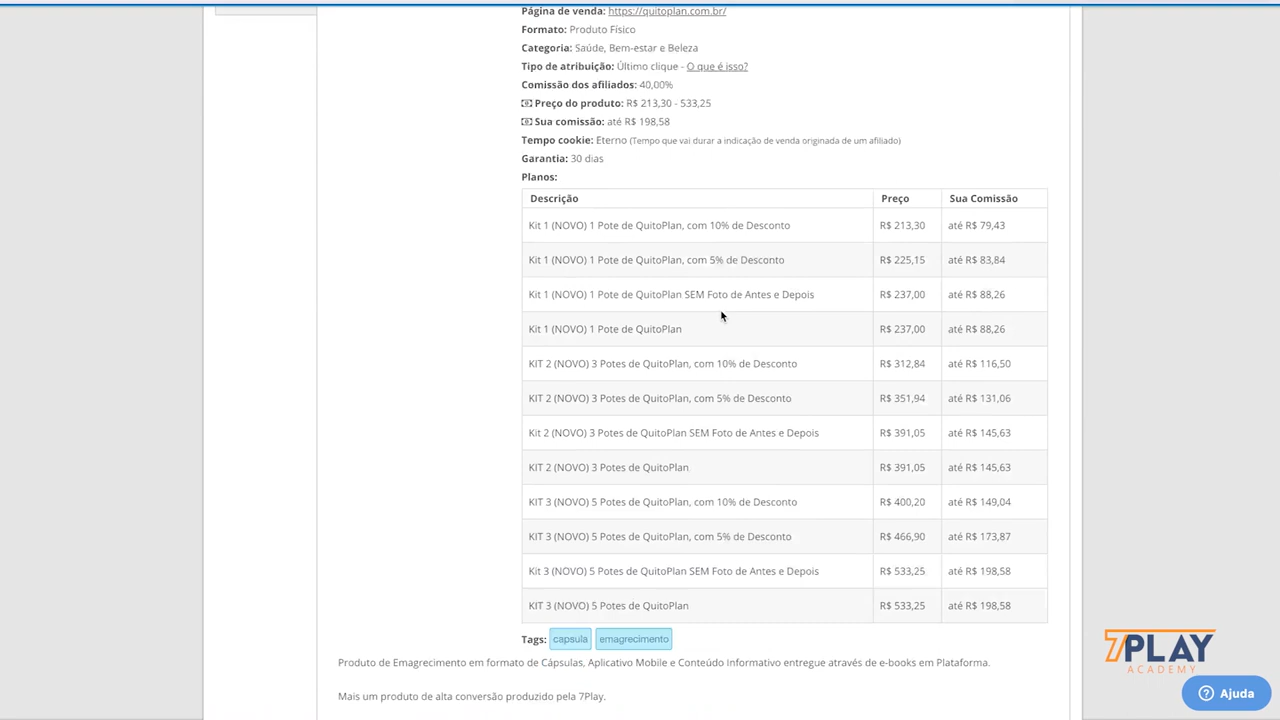 Página de venda: https://quitoplan.com.br/
Formato: Produto Físico
Categoria: Saúde, Bem-estar e Beleza
Tipo de atribuição: Último clique - O que é isso?
Comissão dos afiliados: 40,00%
Preço do produto: R$ 213,30 - 533,25
Sua comissão: até R$ 198,58
Tempo cookie: Eterno (Tempo que vai durar a indicação de venda originada de um afiliado)
Garantia: 30 dias
Planos:
Descrição Preço Sua Comissão
Kit 1 (NOVO) 1 Pote de QuitoPlan, com 10% de Desconto R$ 213,30 até R$ 79,43
Kit 1 (NOVO) 1 Pote de QuitoPlan, com 5% de Desconto R$ 225,15 até R$ 83,84
Kit 1 (NOVO) 1 Pote de QuitoPlan SEM Foto de Antes e Depois R$ 237,00 até R$ 88,26
Kit 1 (NOVO) 1 Pote de QuitoPlan R$ 237,00 até R$ 88,26
KIT 2 (NOVO) 3 Potes de QuitoPlan, com 10% de Desconto R$ 312,84 até R$ 116,50
KIT 2 (NOVO) 3 Potes de QuitoPlan, com 5% de Desconto R$ 351,94 até R$ 131,06
Kit 2 (NOVO) 3 Potes de QuitoPlan SEM Foto de Antes e Depois R$ 391,05 até R$ 145,63
KIT 2 (NOVO) 3 Potes de QuitoPlan R$ 391,05 até R$ 145,63
KIT 3 (NOVO) 5 Potes de QuitoPlan, com 10% de Desconto R$ 400,20 até R$ 149,04
KIT 3 (NOVO) 5 Potes de QuitoPlan, com 5% de Desconto R$ 466,90 até R$ 173,87
Kit 3 (NOVO) 5 Potes de QuitoPlan SEM Foto de Antes e Depois R$ 533,25 até R$ 198,58
KIT 3 (NOVO) 5 Potes de QuitoPlan R$ 533,25 até R$ 198,58
Tags: capsula emagrecimento
Produto de Emagrecimento em formato de Cápsulas, Aplicativo Mobile e Conteúdo Informativo entregue através de e-books em Plataforma.
Mais um produto de alta conversão produzido pela 7Play.
7PLAY
ACADEMY
Ajuda